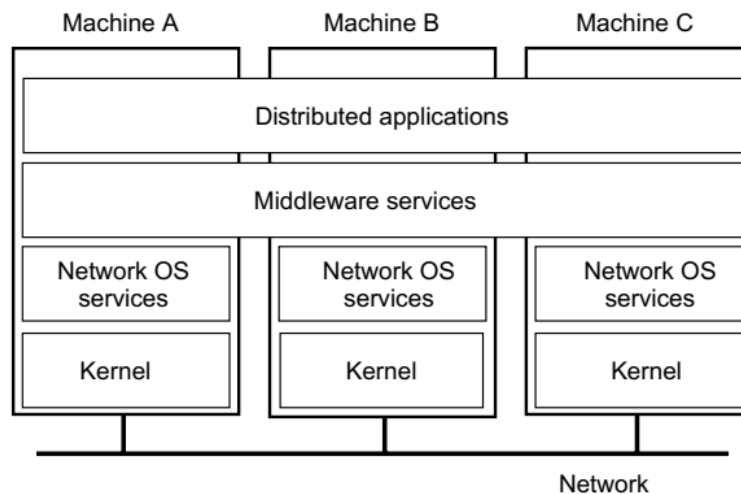 Machine A
Machine B
Machine C
Distributed applications
Middleware services
Network OS
services
Network OS
services
Network OS
services
Kernel
Kernel
Kernel
Network